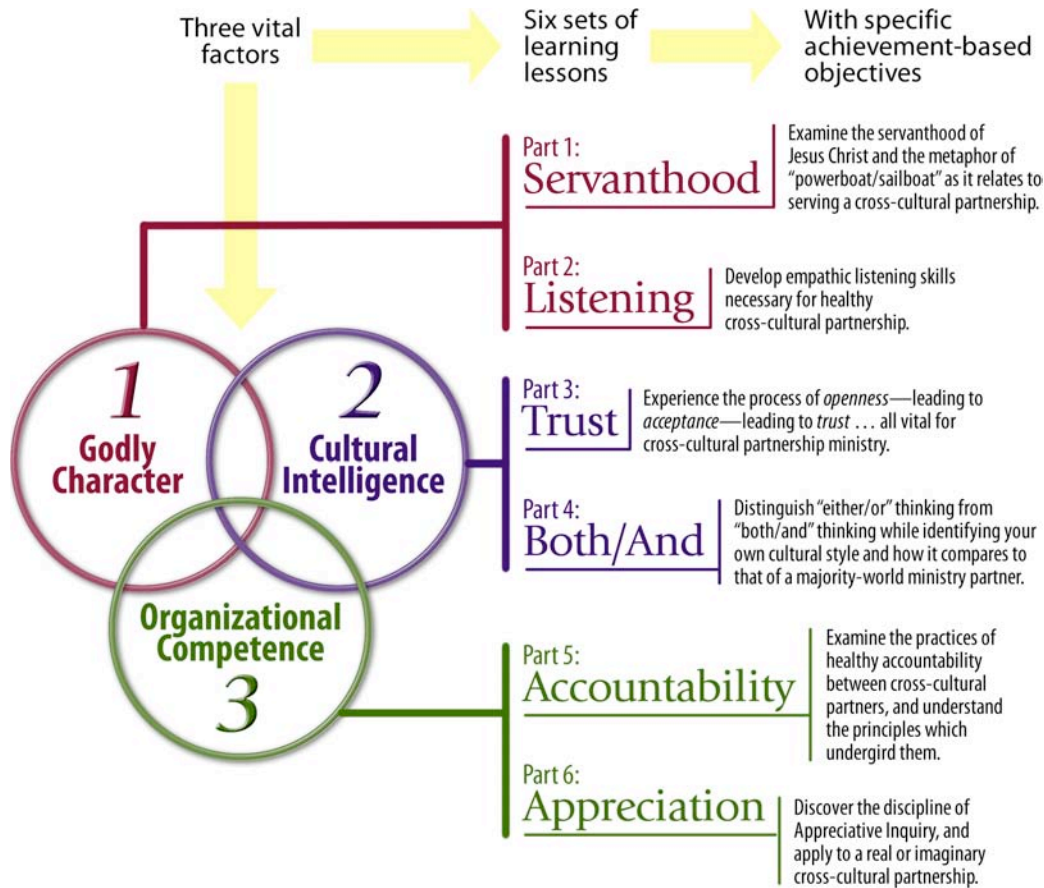 Three vital
factors
Six sets of
learning
lessons
With specific
achievement-based
objectives
Part 1:
Servanthood
Examine the servanthood of
Jesus Christ and the metaphor of
“powerboat/sailboat” as it relates to
serving a cross-cultural partnership.
Part 2:
Listening
Develop empathic listening skills
necessary for healthy
cross-cultural partnership.
1
Godly
Character
2
Cultural
Intelligence
Organizational
Competence
3
Part 3:
Trust
Experience the process of openness—leading to
acceptance—leading to trust … all vital for
cross-cultural partnership ministry.
Part 4:
Both/And
Distinguish “either/or” thinking from
“both/and” thinking while identifying your
own cultural style and how it compares to
that of a majority-world ministry partner.
Part 5:
Accountability
Examine the practices of
healthy accountability
between cross-cultural
partners, and understand
the principles which
undergird them.
Part 6:
Appreciation
Discover the discipline of
Appreciative Inquiry, and
apply to a real or imaginary
cross-cultural partnership.